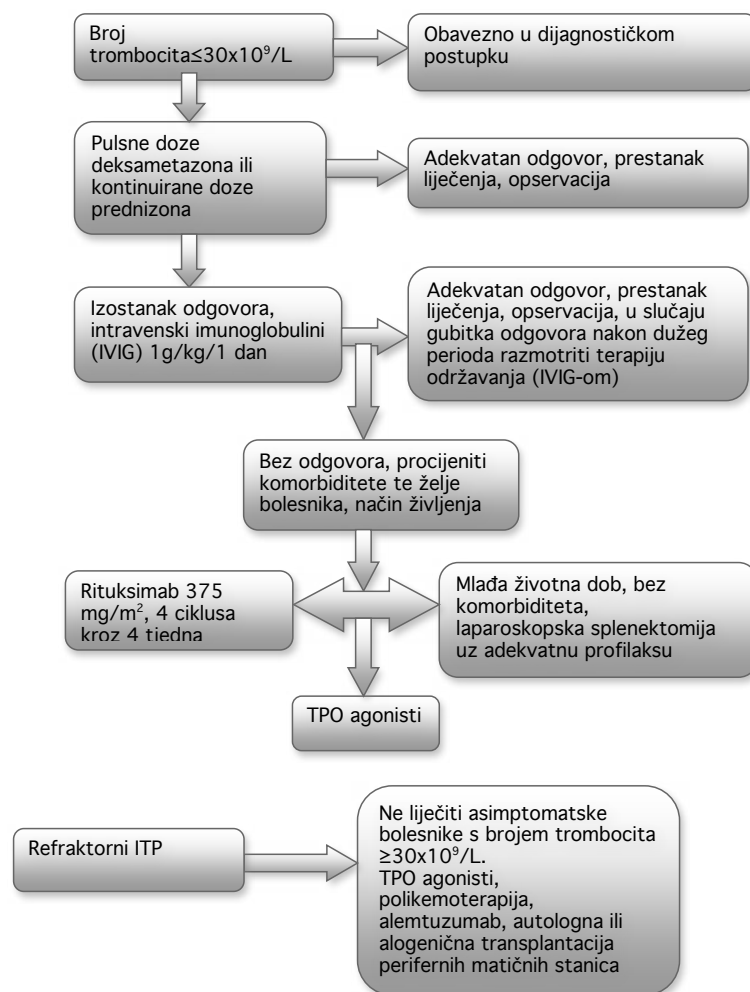 Broj
trombocita≤30x10⁹/L
Obavezno u dijagnostičkom
postupku
Pulsne doze
deksametazona ili
kontinuirane doze
prednizona
Adekvatan odgovor, prestanak
liječenja, opservacija
Izostanak odgovora,
intravenski imunoglobulini
(IVIG) 1g/kg/1 dan
Adekvatan odgovor, prestanak
liječenja, opservacija, u slučaju
gubitka odgovora nakon dužeg
perioda razmotriti terapiju
održavanja (IVIG-om)
Bez odgovora, procijeniti
komorbiditete te želje
bolesnika, način življenja
Rituksimab 375
mg/m², 4 ciklusa
kroz 4 tjedna
Mlađa životna dob, bez
komorbiditeta,
laparoskopska splenektomija
uz adekvatnu profilaksu
TPO agonisti
Refraktorni ITP
Ne liječiti asimptomatske
bolesnike s brojem trombocita
≥30x10⁹/L.
TPO agonisti,
polikemoterapija,
alemtuzumab, autologna ili
alogenična transplantacija
perifernih matičnih stanica